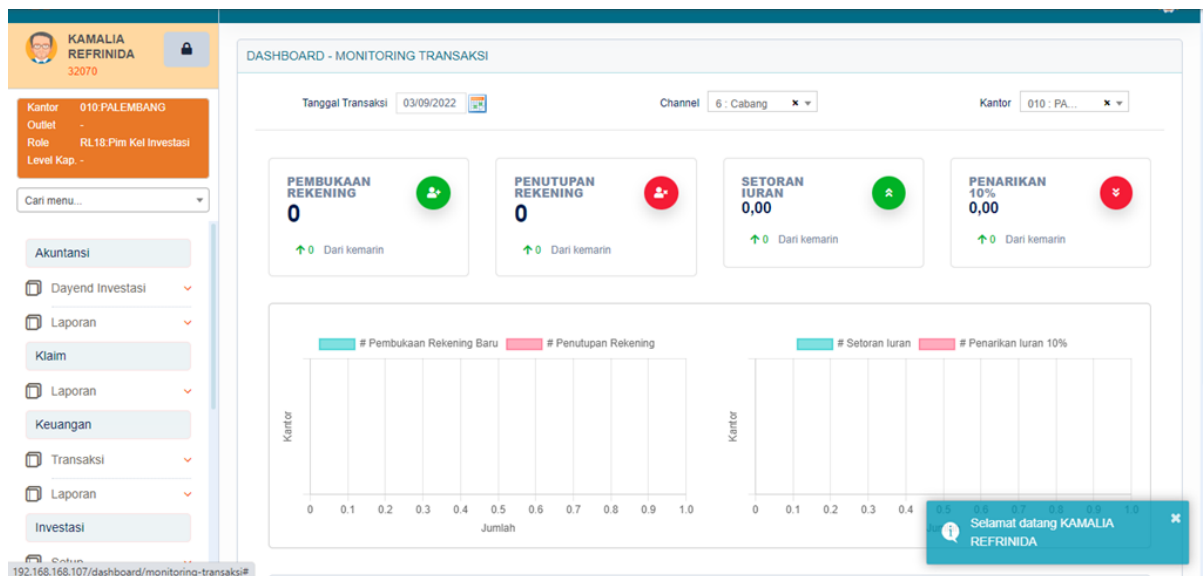 KAMALIA
REFRINIDA
32070
Kantor 010:PALEMBANG
Outlet -
Role RL18:Pim Kel Investasi
Level Kap. -
Cari menu...
Akuntansi
Dayend Investasi
Laporan
Klaim
Laporan
Keuangan
Transaksi
Laporan
Investasi
Setup
192.168.168.107/dashboard/monitoring-transaksi#
DASHBOARD - MONITORING TRANSAKSI
Tanggal Transaksi 03/09/2022
Channel 6 : Cabang
Kantor 010 : PA...
PEMBUKAAN
REKENING
0
0 Dari kemarin
PENUTUPAN
REKENING
0
0 Dari kemarin
SETORAN
IURAN
0,00
0 Dari kemarin
PENARIKAN
10%
0,00
0 Dari kemarin
# Pembukaan Rekening Baru # Penutupan Rekening
Kantor
0 0.1 0.2 0.3 0.4 0.5 0.6 0.7 0.8 0.9 1.0
Jumlah
# Setoran Iuran # Penarikan Iuran 10%
Kantor
0 0.1 0.2 0.3 0.4 0.5 0.6 0.7 0.8 0.9 1.0
Selamat datang KAMALIA
REFRINIDA